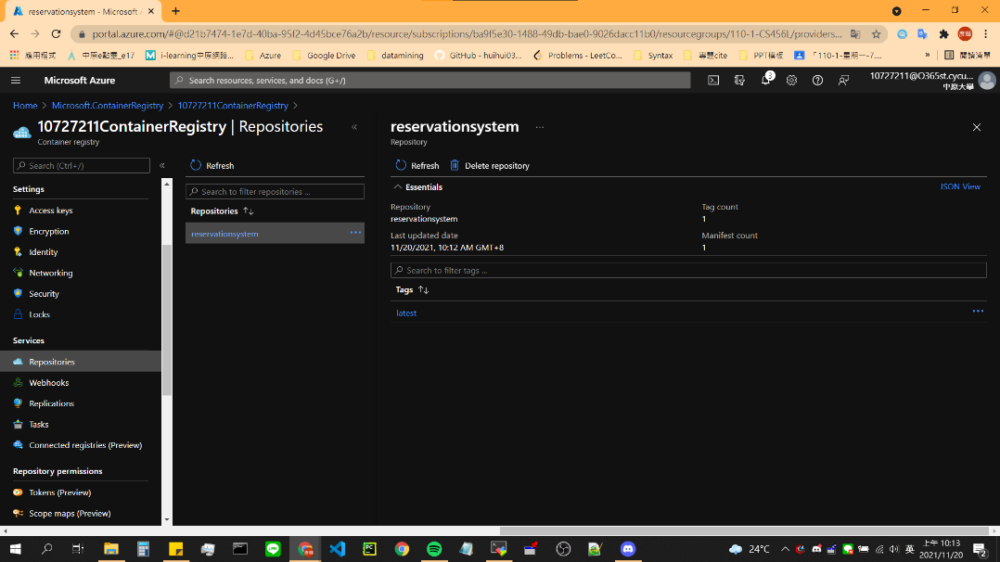 reservationsystem - Microsoft A
portal.azure.com/#@d21b7474-1e7d-40ba-95f2-4d45bce76a2b/resource/subscriptions/ba9f5e30-1488-49db-bae0-9026dacc11b0/resourcegroups/110-1-CS456L/providers...
應用程式 中原e點靈_e17 i-learning中原網路... Azure Google Drive datamining GitHub - huihui03... Problems - LeetCo... Syntax 專題cite PPT模板 「110-1-星期一-7.... » 閱讀清單
Microsoft Azure
Search resources, services, and docs (G+/)
3
10727211@O365st.cycu...
中原大學
Home > Microsoft.ContainerRegistry > 10727211ContainerRegistry >
10727211ContainerRegistry | Repositories
Container registry
Search (Ctrl+/)
Settings
Access keys
Encryption
Identity
Networking
Security
Locks
Services
Repositories
Webhooks
Replications
Tasks
Connected registries (Preview)
Repository permissions
Tokens (Preview)
Scope maps (Preview)
Refresh
Search to filter repositories ...
Repositories
reservationsystem
reservationsystem
Repository
Refresh Delete repository
Essentials
JSON View
Repository
reservationsystem
Tag count
1
Last updated date
11/20/2021, 10:12 AM GMT+8
Manifest count
1
Search to filter tags ...
Tags
latest
24°C
英
上午 10:13
2021/11/20
2